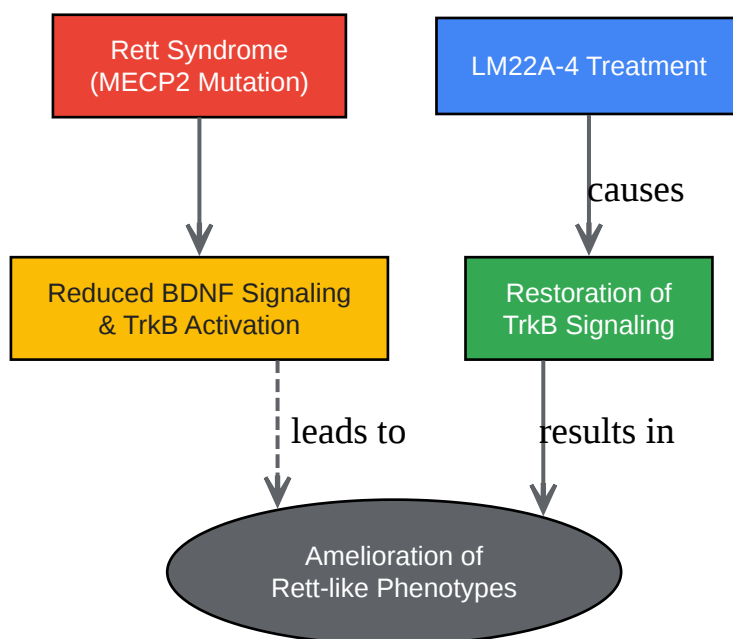 Rett Syndrome
(MECP2 Mutation)
LM22A-4 Treatment
causes
Reduced BDNF Signaling
& TrkB Activation
Restoration of
TrkB Signaling
leads to
results in
Amelioration of
Rett-like Phenotypes